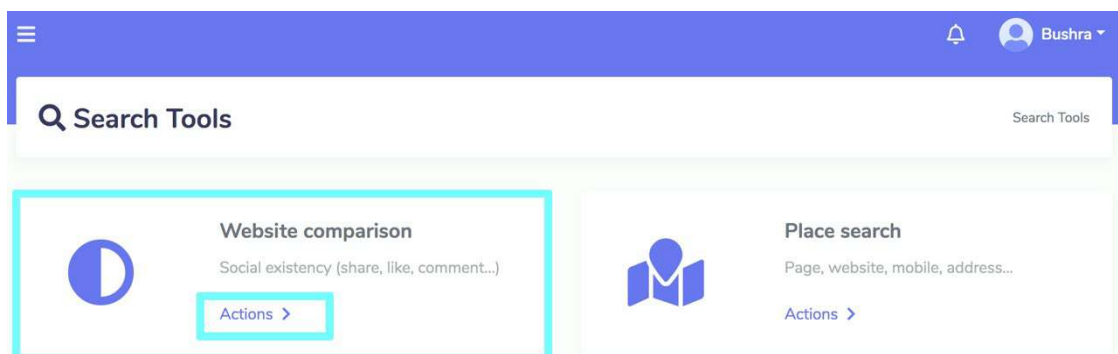 Bushra
Search Tools
Search Tools
Website comparison
Social existency (share, like, comment...)
Actions
Place search
Page, website, mobile, address...
Actions